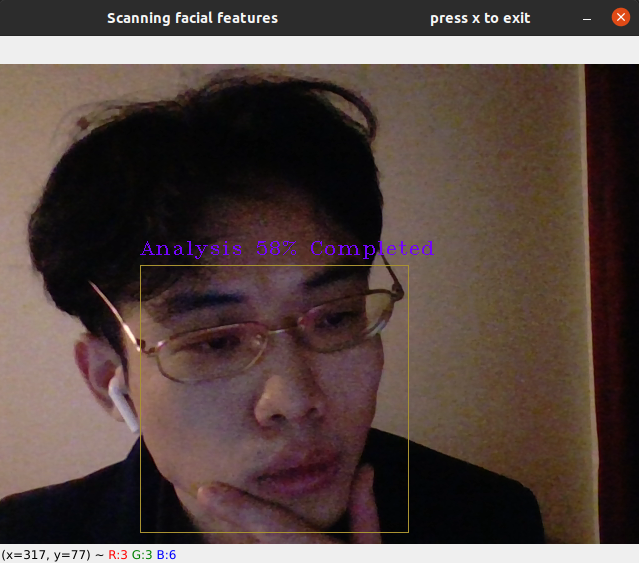 Scanning facial features press x to exit
Analysis 50% Completed
(x=317, y=77) ~ R:3 G:3 B:6